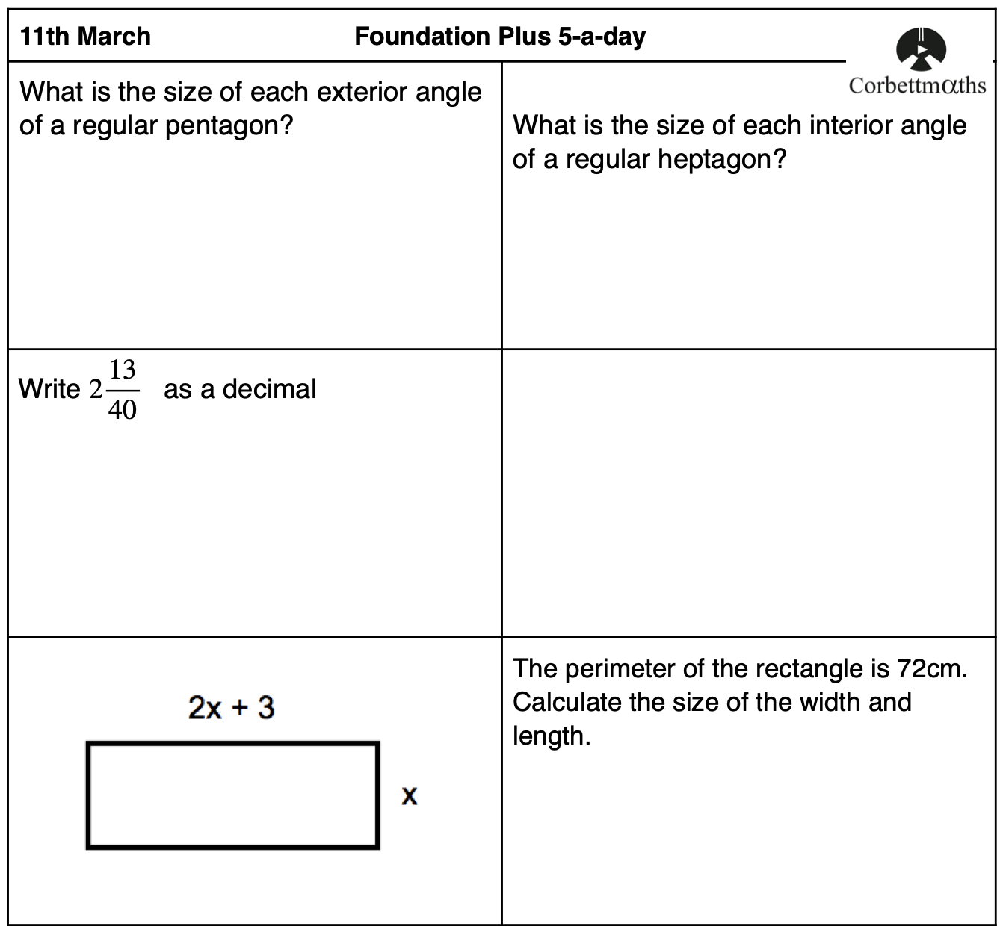 11th March
Foundation Plus 5-a-day
Corbettmαths
What is the size of each exterior angle
of a regular pentagon?
What is the size of each interior angle
of a regular heptagon?
Write 2 13/40 as a decimal
2x + 3
x
The perimeter of the rectangle is 72cm.
Calculate the size of the width and
length.